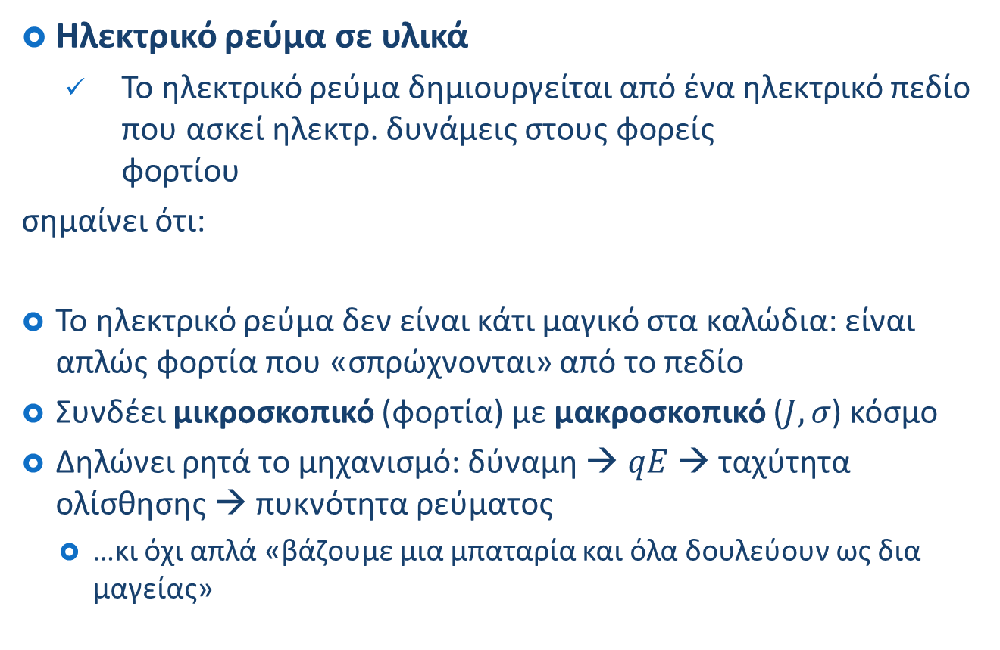 Ηλεκτρικό ρεύμα σε υλικά
✓ Το ηλεκτρικό ρεύμα δημιουργείται από ένα ηλεκτρικό πεδίο
που ασκεί ηλεκτρ. δυνάμεις στους φορείς
φορτίου
σημαίνει ότι:
Το ηλεκτρικό ρεύμα δεν είναι κάτι μαγικό στα καλώδια: είναι
απλώς φορτία που «σπρώχνονται» από το πεδίο
Συνδέει μικροσκοπικό (φορτία) με μακροσκοπικό (J, σ) κόσμο
Δηλώνει ρητά το μηχανισμό: δύναμη → qE → ταχύτητα
ολίσθησης → πυκνότητα ρεύματος
…κι όχι απλά «βάζουμε μια μπαταρία και όλα δουλεύουν ως δια
μαγείας»